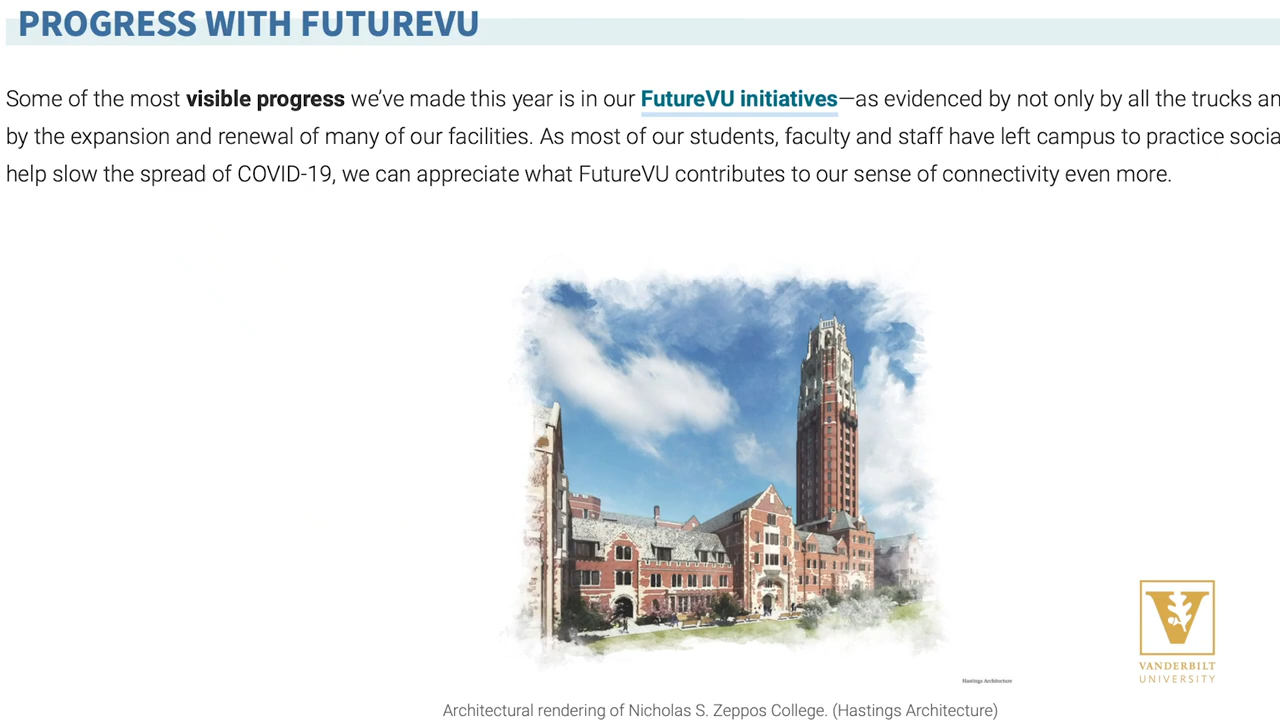 PROGRESS WITH FUTUREVU
Some of the most visible progress we’ve made this year is in our FutureVU initiatives—as evidenced by not only by all the trucks an
by the expansion and renewal of many of our facilities. As most of our students, faculty and staff have left campus to practice socia
help slow the spread of COVID-19, we can appreciate what FutureVU contributes to our sense of connectivity even more.
Hastings Architecture
V
VANDERBILT
UNIVERSITY
Architectural rendering of Nicholas S. Zeppos College. (Hastings Architecture)